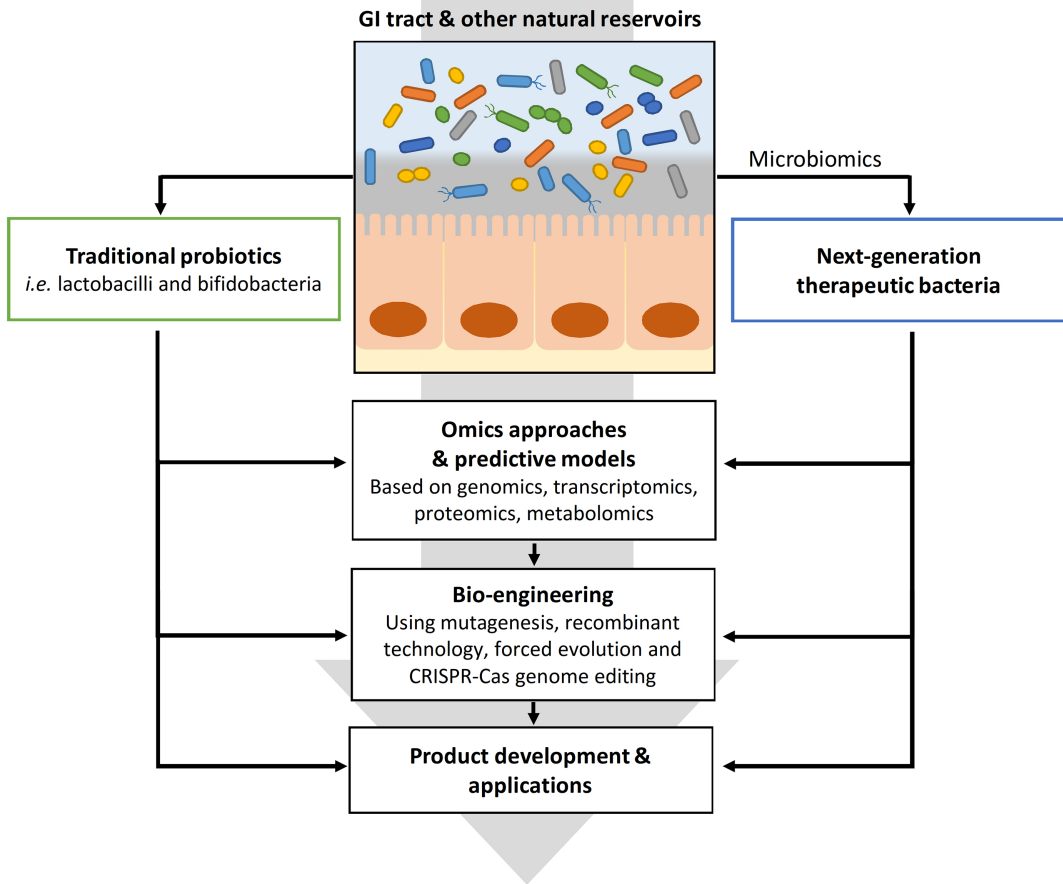 GI tract & other natural reservoirs
Microbiomics
Traditional probiotics
i.e. lactobacilli and bifidobacteria
Next-generation
therapeutic bacteria
Omics approaches
& predictive models
Based on genomics, transcriptomics,
proteomics, metabolomics
Bio-engineering
Using mutagenesis, recombinant
technology, forced evolution and
CRISPR-Cas genome editing
Product development &
applications